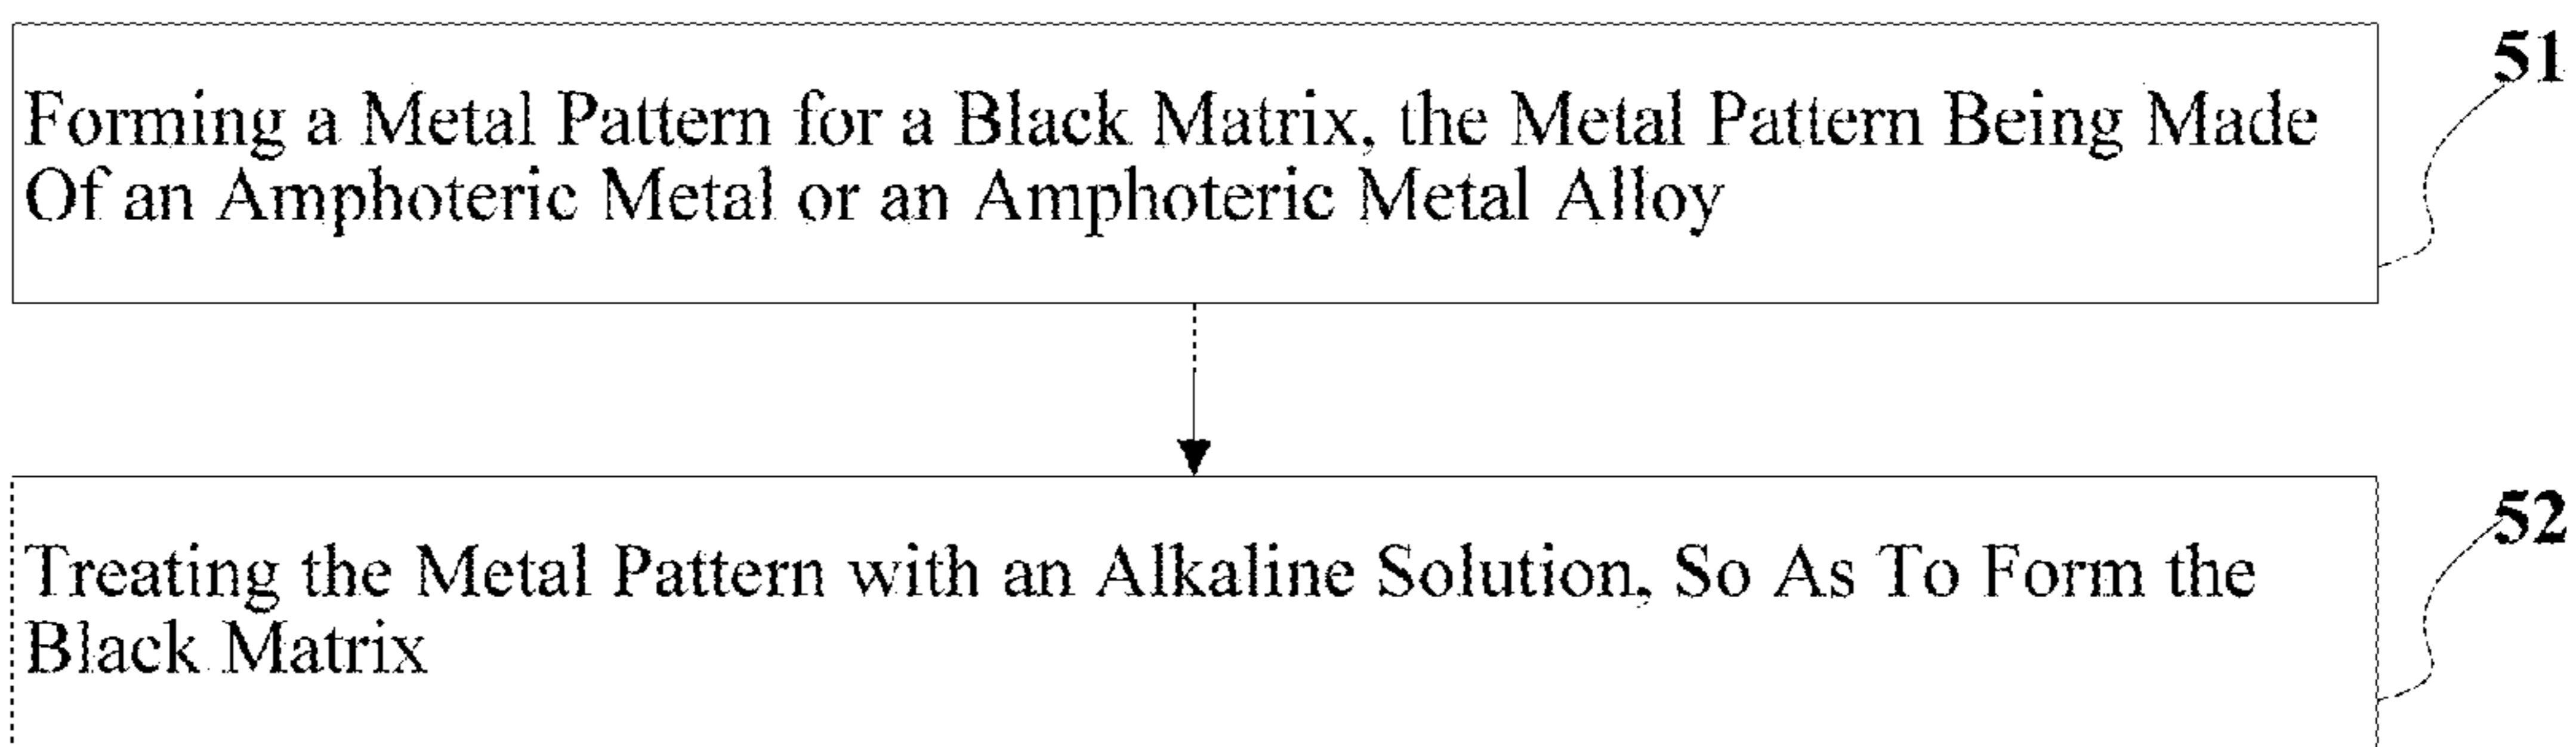 51
Forming a Metal Pattern for a Black Matrix, the Metal Pattern Being Made
Of an Amphoteric Metal or an Amphoteric Metal Alloy
52
Treating the Metal Pattern with an Alkaline Solution, So As To Form the
Black Matrix